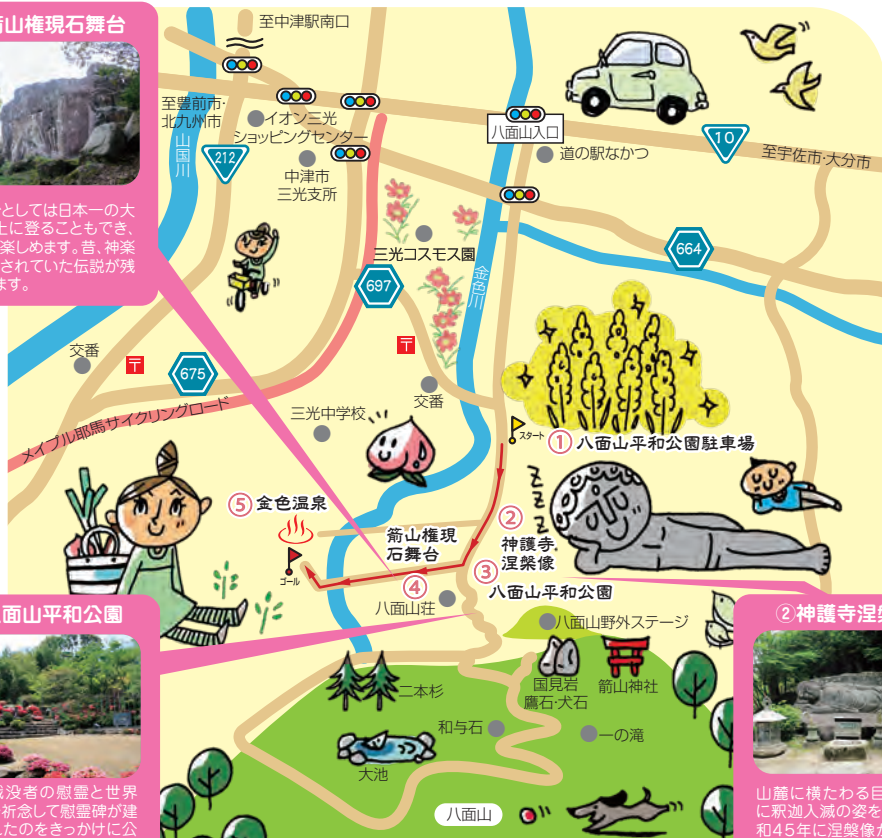 山権現石舞台
としては日本一の大
に登ることもでき、
楽しめます。昔、神楽
されていた伝説が残
ます。
至中津駅南口
至豊前市・
北九州市
山国川
212
イオン三光
ショッピングセンター
中津市
三光支所
八面山入口
道の駅なかつ
10
至宇佐市・大分市
664
三光コスモス園
金色川
697
交番
〒
675
〒
交番
メイプル耶馬サイクリングロード
三光中学校
スタート
① 八面山平和公園駐車場
zzz
②
神護寺
涅槃像
③
八面山平和公園
⑤ 金色温泉
ゴール
箭山権現
石舞台
④
八面山荘
八面山野外ステージ
国見岩
鷹石・犬石
箭山神社
二本杉
和与石
一の滝
大池
八面山
面山平和公園
没者の慰霊と世界
祈念して慰霊碑が建
たのをきっかけに公
②神護寺涅
山麓に横たわる
に釈迦入滅の姿を
和45年に涅槃像が